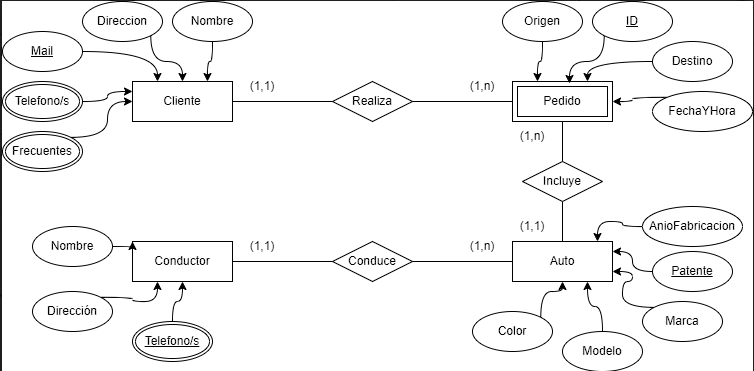 Direccion
Nombre
Origen
ID
Mail
Destino
(1,1)
(1,n)
Telefono/s
Cliente
Realiza
Pedido
FechaYHora
(1,n)
Frecuentes
Incluye
(1,1)
AnioFabricacion
Nombre
(1,1)
(1,n)
Conductor
Conduce
Auto
Patente
Dirección
Marca
Color
Telefono/s
Modelo